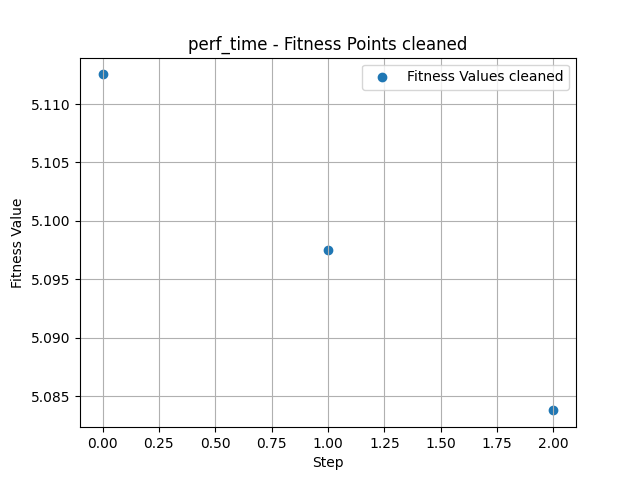 perf_time - Fitness Points cleaned
Fitness Values cleaned
Fitness Value
5.110
5.105
5.100
5.095
5.090
5.085
0.00 0.25 0.50 0.75 1.00 1.25 1.50 1.75 2.00
Step